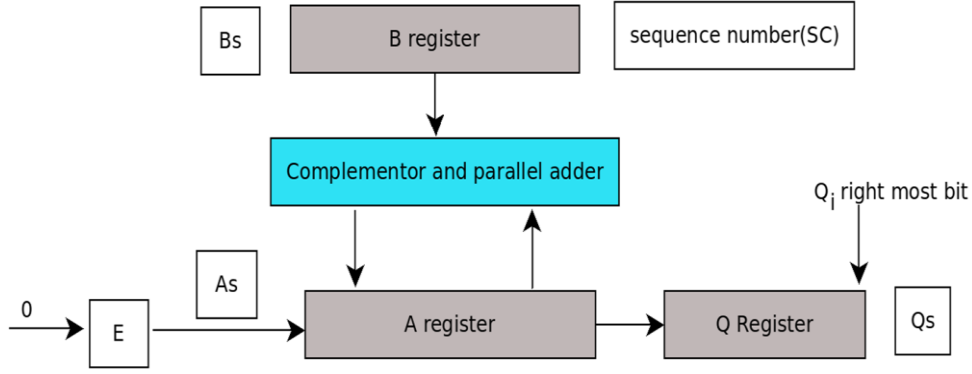 Bs
B register
sequence number(SC)
Complementor and parallel adder
Qi right most bit
As
0
E
A register
Q Register
Qs